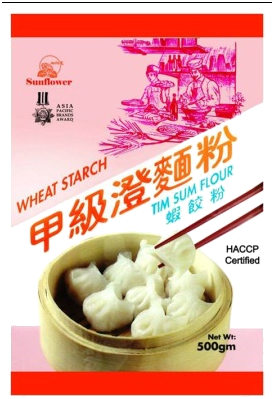 Sunflower
ASIA
PACIFIC
BRANDS
AWARD
WHEAT STARCH
甲級澄麵粉
TIM SUM FLOUR
蝦餃粉
HACCP
Certified
Net Wt:
500gm